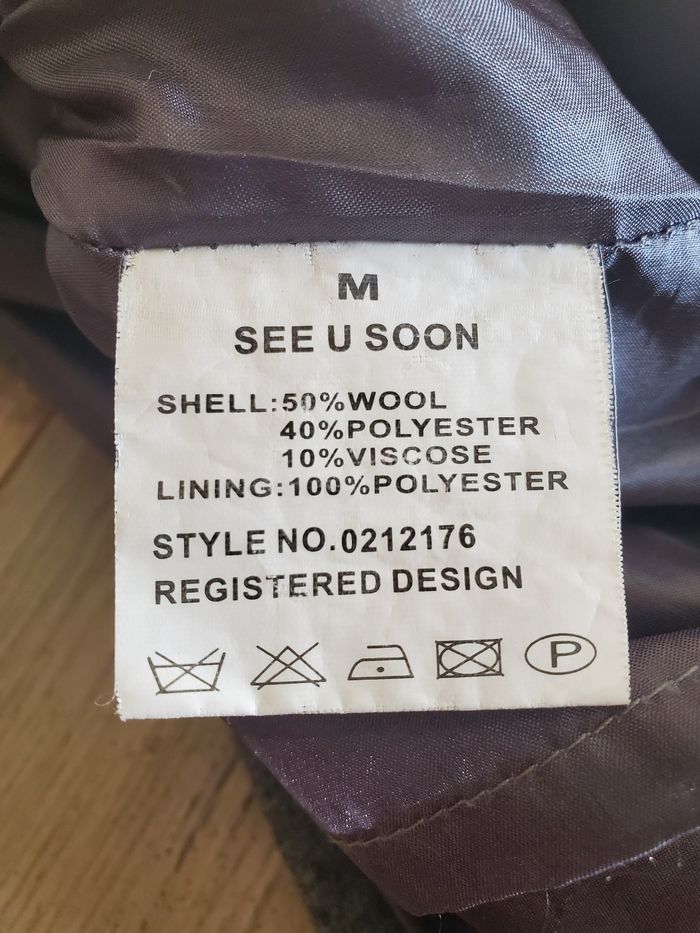 M
SEE U SOON
SHELL:50%WOOL
40%POLYESTER
10%VISCOSE
LINING:100%POLYESTER
STYLE NO.0212176
REGISTERED DESIGN
P